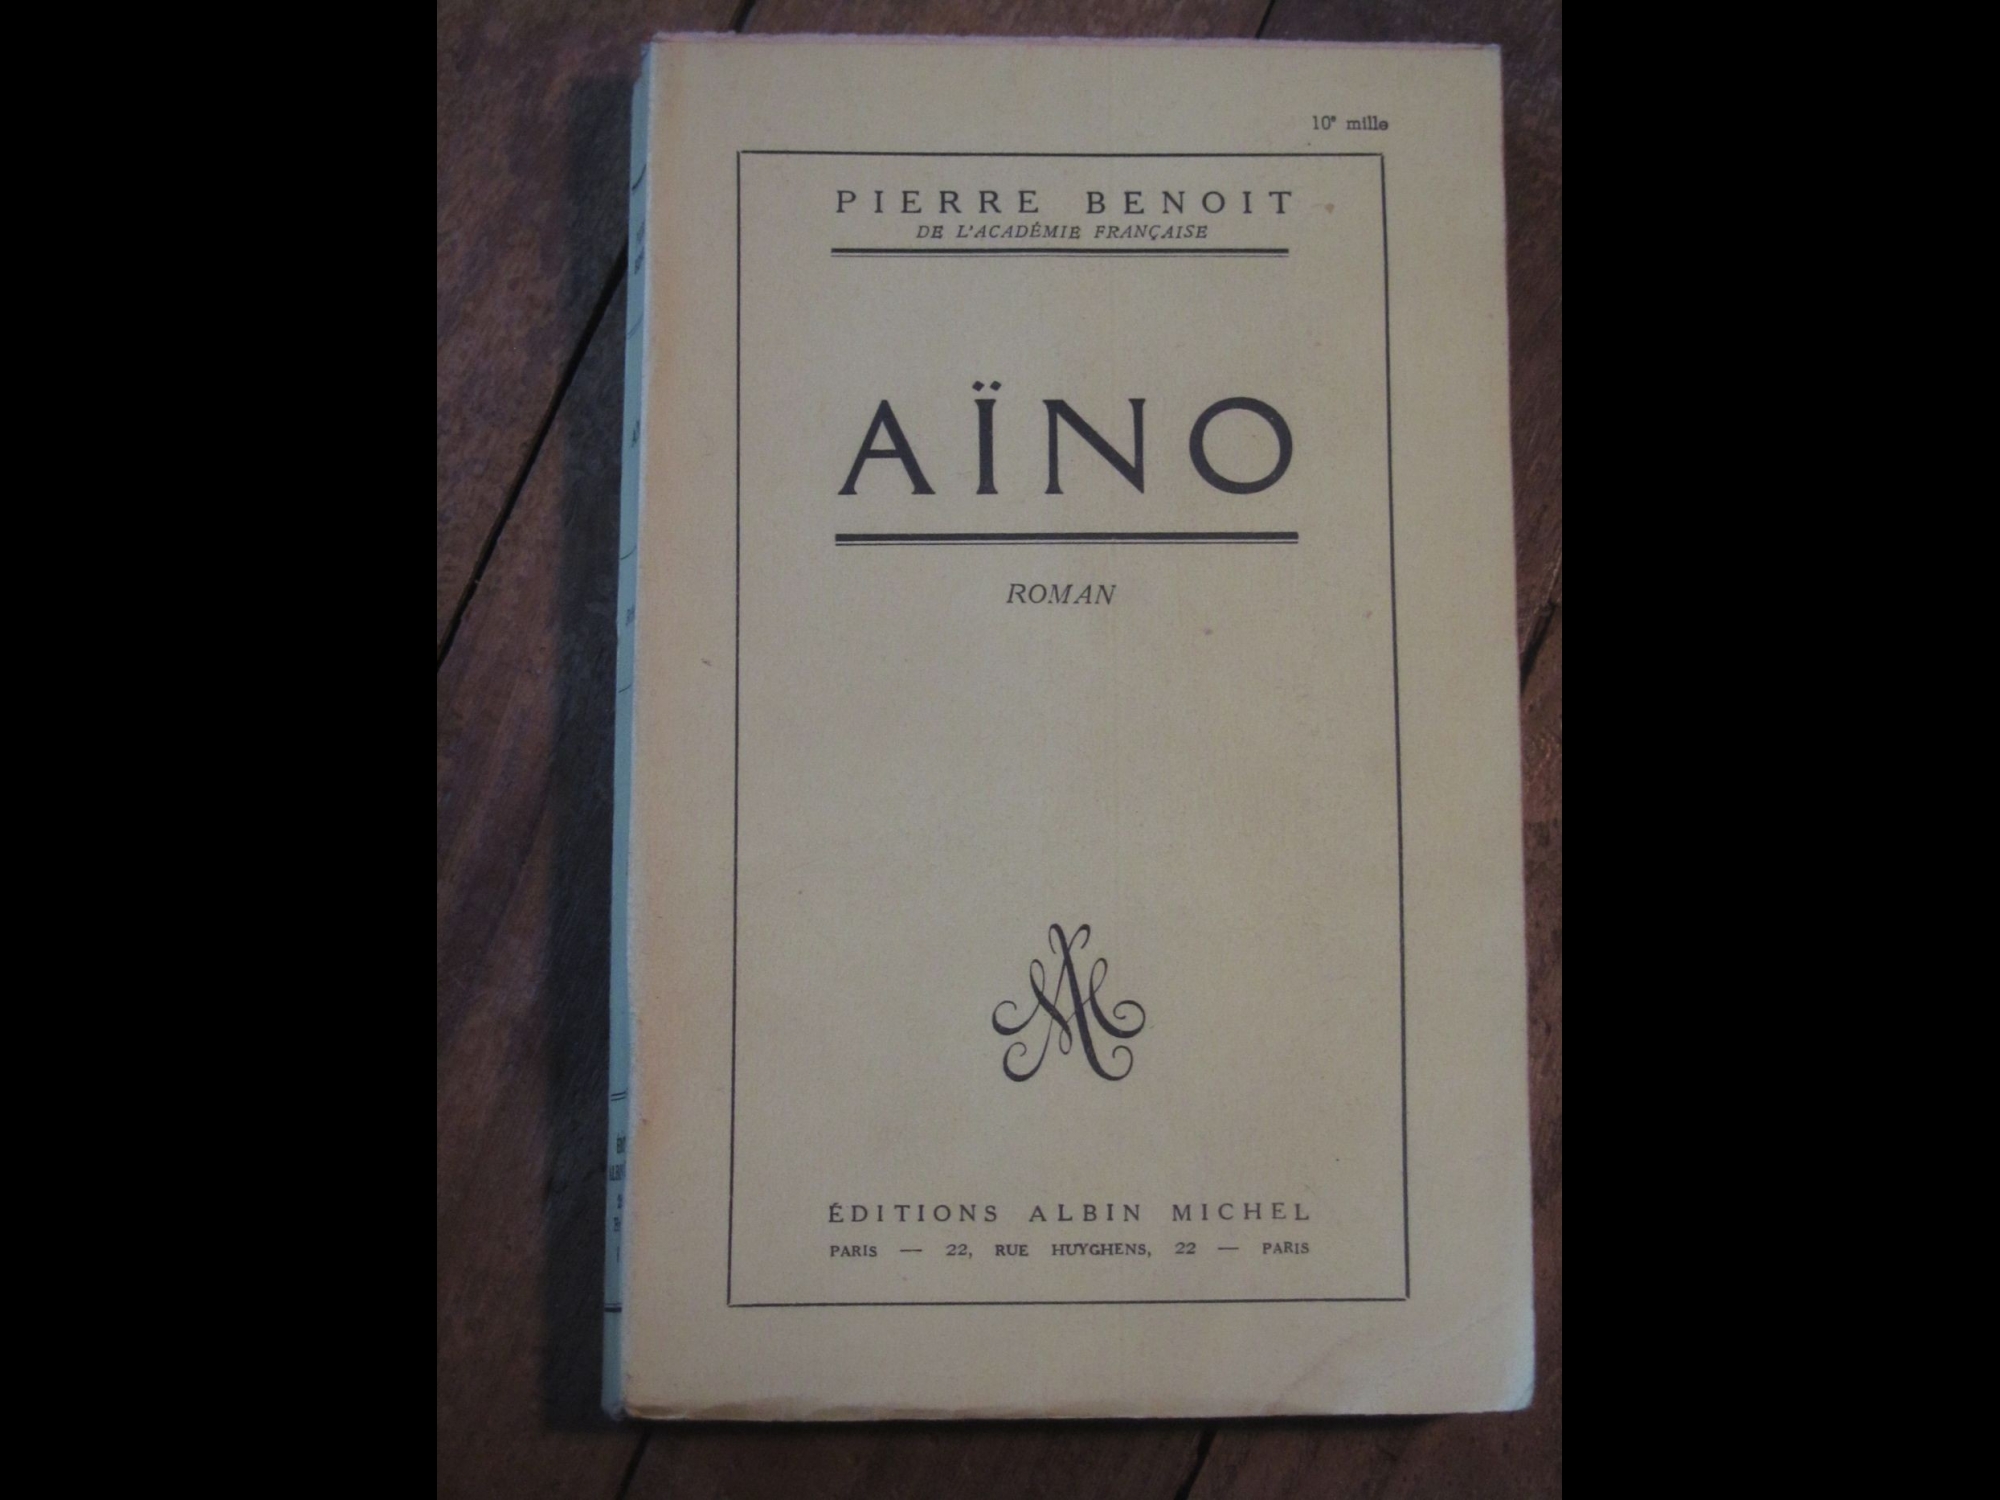 10e mille
PIERRE BENOIT
DE L'ACADÉMIE FRANÇAISE
AÏNO
ROMAN
ÉDITIONS ALBIN MICHEL
PARIS — 22, RUE HUYGHENS, 22 — PARIS